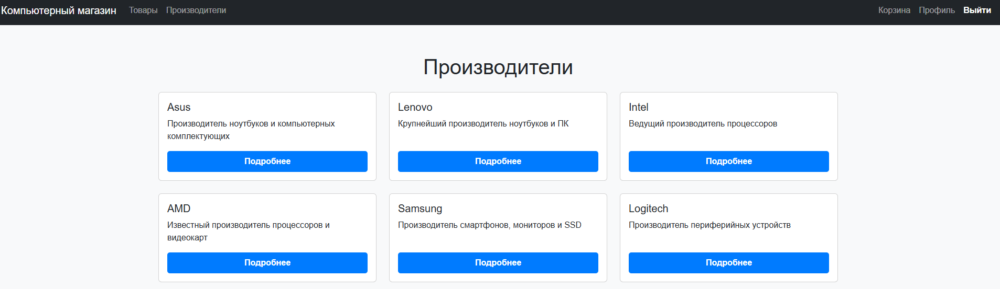 Компьютерный магазин Товары Производители Корзина Профиль Выйти
Производители
Asus
Производитель ноутбуков и компьютерных
комплектующих
Подробнее
Lenovo
Крупнейший производитель ноутбуков и ПК
Подробнее
Intel
Ведущий производитель процессоров
Подробнее
AMD
Известный производитель процессоров и
видеокарт
Подробнее
Samsung
Производитель смартфонов, мониторов и SSD
Подробнее
Logitech
Производитель периферийных устройств
Подробнее